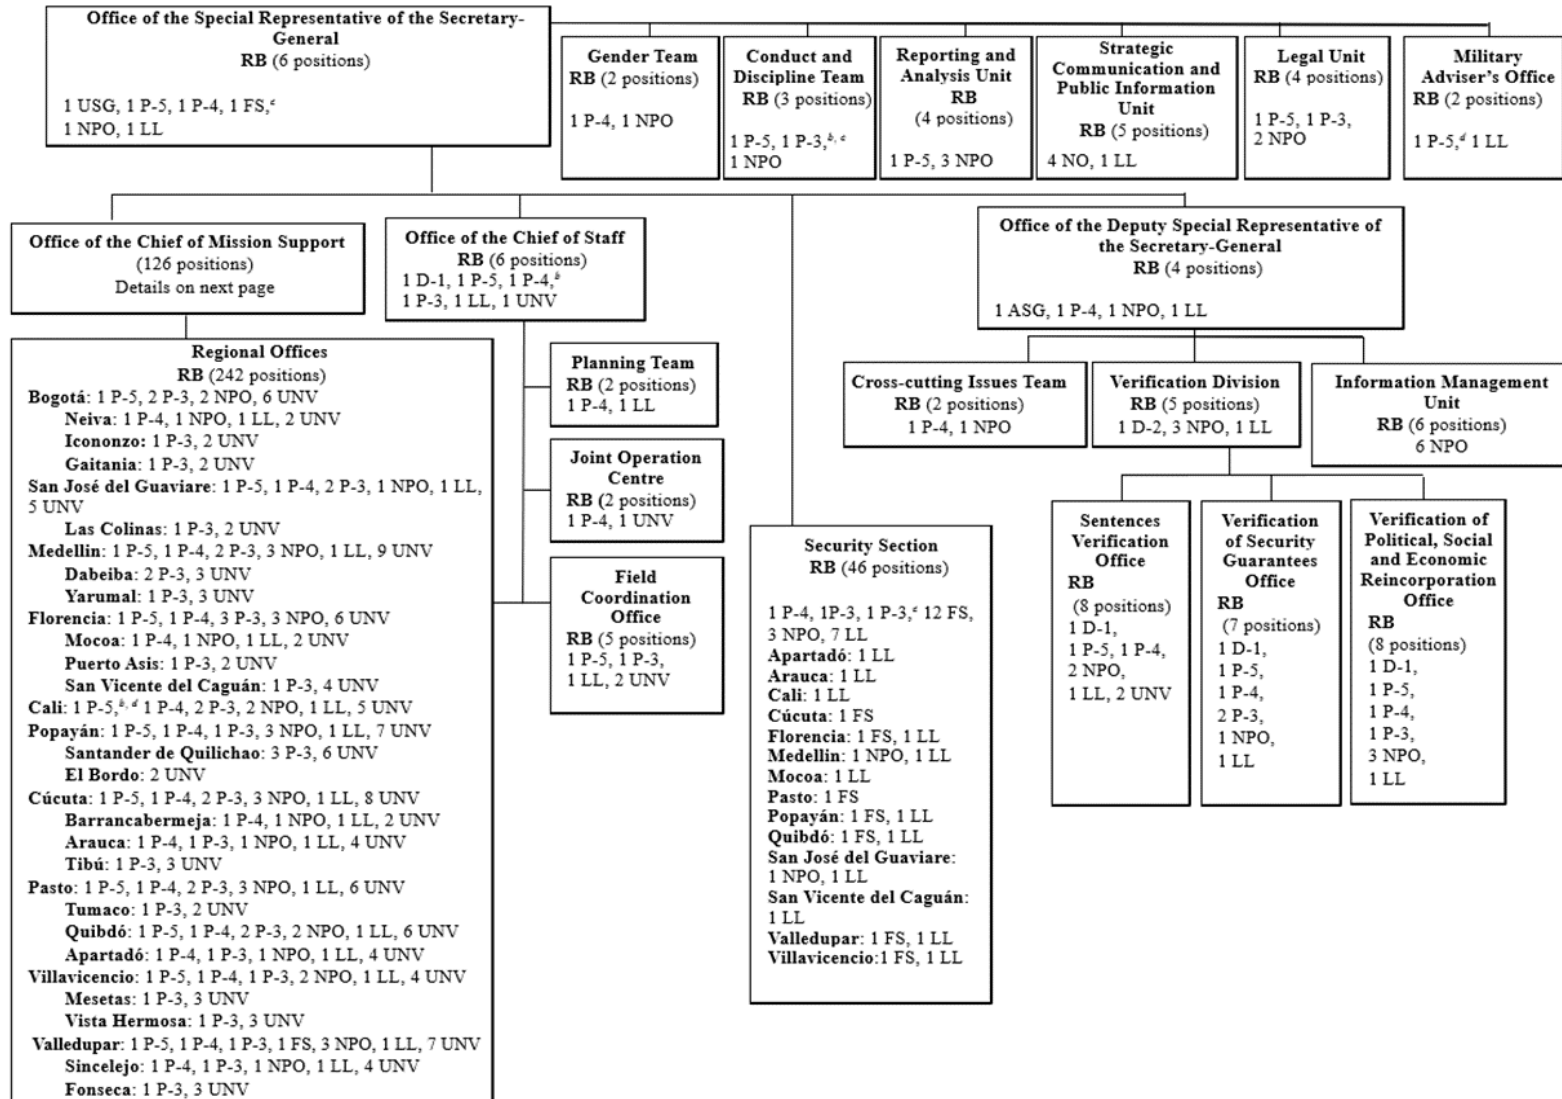 Office of the Special Representative of the Secretary-
General
RB (6 positions)
1 USG, 1 P-5, 1 P-4, 1 FS,c
1 NPO, 1 LL
Gender Team
RB (2 positions)
1 P-4, 1 NPO
Conduct and
Discipline Team
RB (3 positions)
1 P-5, 1 P-3,b, c
1 NPO
Reporting and
Analysis Unit
RB
(4 positions)
1 P-5, 3 NPO
Strategic
Communication and
Public Information
Unit
RB (5 positions)
4 NO, 1 LL
Legal Unit
RB (4 positions)
1 P-5, 1 P-3,
2 NPO
Military
Adviser's Office
RB (2 positions)
1 P-5,d 1 LL
Office of the Chief of Mission Support
(126 positions)
Details on next page
Office of the Chief of Staff
RB (6 positions)
1 D-1, 1 P-5, 1 P-4,b
1 P-3, 1 LL, 1 UNV
Office of the Deputy Special Representative of
the Secretary-General
RB (4 positions)
1 ASG, 1 P-4, 1 NPO, 1 LL
Regional Offices
RB (242 positions)
Bogotá: 1 P-5, 2 P-3, 2 NPO, 6 UNV
Neiva: 1 P-4, 1 NPO, 1 LL, 2 UNV
Icononzo: 1 P-3, 2 UNV
Gaitania: 1 P-3, 2 UNV
San José del Guaviare: 1 P-5, 1 P-4, 2 P-3, 1 NPO, 1 LL,
5 UNV
Las Colinas: 1 P-3, 2 UNV
Medellin: 1 P-5, 1 P-4, 2 P-3, 3 NPO, 1 LL, 9 UNV
Dabeiba: 2 P-3, 3 UNV
Yarumal: 1 P-3, 3 UNV
Florencia: 1 P-5, 1 P-4, 3 P-3, 3 NPO, 6 UNV
Mocoa: 1 P-4, 1 NPO, 1 LL, 2 UNV
Puerto Asis: 1 P-3, 2 UNV
San Vicente del Caguán: 1 P-3, 4 UNV
Cali: 1 P-5,b, d 1 P-4, 2 P-3, 2 NPO, 1 LL, 5 UNV
Popayán: 1 P-5, 1 P-4, 1 P-3, 3 NPO, 1 LL, 7 UNV
Santander de Quilichao: 3 P-3, 6 UNV
El Bordo: 2 UNV
Cúcuta: 1 P-5, 1 P-4, 2 P-3, 3 NPO, 1 LL, 8 UNV
Barrancabermeja: 1 P-4, 1 NPO, 1 LL, 2 UNV
Arauca: 1 P-4, 1 P-3, 1 NPO, 1 LL, 4 UNV
Tibú: 1 P-3, 3 UNV
Pasto: 1 P-5, 1 P-4, 2 P-3, 3 NPO, 1 LL, 6 UNV
Tumaco: 1 P-3, 2 UNV
Quibdó: 1 P-5, 1 P-4, 2 P-3, 2 NPO, 1 LL, 6 UNV
Apartadó: 1 P-4, 1 P-3, 1 NPO, 1 LL, 4 UNV
Villavicencio: 1 P-5, 1 P-4, 1 P-3, 2 NPO, 1 LL, 4 UNV
Mesetas: 1 P-3, 3 UNV
Vista Hermosa: 1 P-3, 3 UNV
Valledupar: 1 P-5, 1 P-4, 1 P-3, 1 FS, 3 NPO, 1 LL, 7 UNV
Sincelejo: 1 P-4, 1 P-3, 1 NPO, 1 LL, 4 UNV
Fonseca: 1 P-3, 3 UNV
Planning Team
RB (2 positions)
1 P-4, 1 LL
Joint Operation
Centre
RB (2 positions)
1 P-4, 1 UNV
Field
Coordination
Office
RB (5 positions)
1 P-5, 1 P-3,
1 LL, 2 UNV
Security Section
RB (46 positions)
1 P-4, 1P-3, 1 P-3,c 12 FS,
3 NPO, 7 LL
Apartadó: 1 LL
Arauca: 1 LL
Cali: 1 LL
Cúcuta: 1 FS
Florencia: 1 FS, 1 LL
Medellin: 1 NPO, 1 LL
Mocoa: 1 LL
Pasto: 1 FS
Popayán: 1 FS, 1 LL
Quibdó: 1 FS, 1 LL
San José del Guaviare:
1 NPO, 1 LL
San Vicente del Caguán:
1 LL
Valledupar: 1 FS, 1 LL
Villavicencio:1 FS, 1 LL
Cross-cutting Issues Team
RB (2 positions)
1 P-4, 1 NPO
Verification Division
RB (5 positions)
1 D-2, 3 NPO, 1 LL
Information Management
Unit
RB (6 positions)
6 NPO
Sentences
Verification
Office
RB
(8 positions)
1 D-1,
1 P-5, 1 P-4,
2 NPO,
1 LL, 2 UNV
Verification
of Security
Guarantees
Office
RB
(7 positions)
1 D-1,
1 P-5,
1 P-4,
2 P-3,
1 NPO,
1 LL
Verification of
Political, Social
and Economic
Reincorporation
Office
RB
(8 positions)
1 D-1,
1 P-5,
1 P-4,
1 P-3,
3 NPO,
1 LL